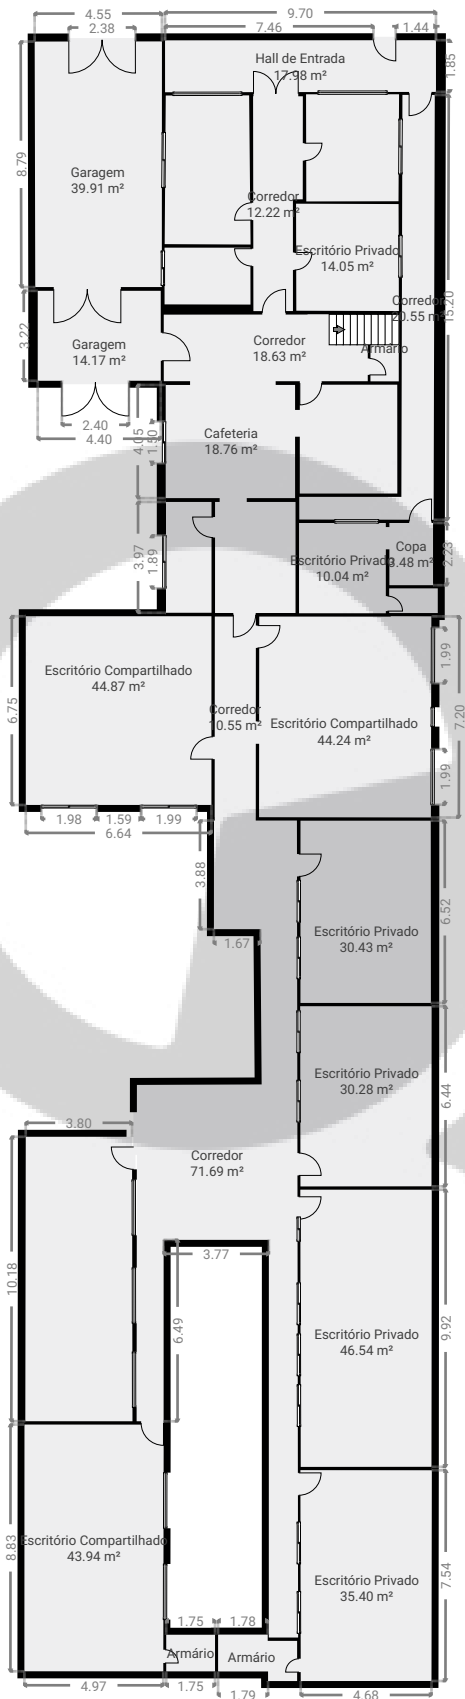 4.55
9.70
2.38
7.46
1.44
Hall de Entrada
17.98 m²
1.85
8.79
Garagem
39.91 m²
Corredor
12.22 m²
Escritório Privado
14.05 m²
Corredor
20.55 m²
15.20
3.22
Garagem
14.17 m²
Corredor
18.63 m²
Armário
2.40
4.40
4.05
1.50
Cafeteria
18.76 m²
3.97
1.89
Escritório Privado
10.04 m²
Copa
3.48 m²
2.23
6.75
Escritório Compartilhado
44.87 m²
Corredor
10.55 m²
Escritório Compartilhado
44.24 m²
1.99
7.20
1.99
1.98
1.59
1.99
6.64
3.88
1.67
Escritório Privado
30.43 m²
6.52
Escritório Privado
30.28 m²
6.44
3.80
Corredor
71.69 m²
10.18
3.77
6.49
Escritório Privado
46.54 m²
9.92
8.83
Escritório Compartilhado
43.94 m²
Escritório Privado
35.40 m²
7.54
1.75
1.78
Armário
Armário
4.97
1.75
1.79
4.68